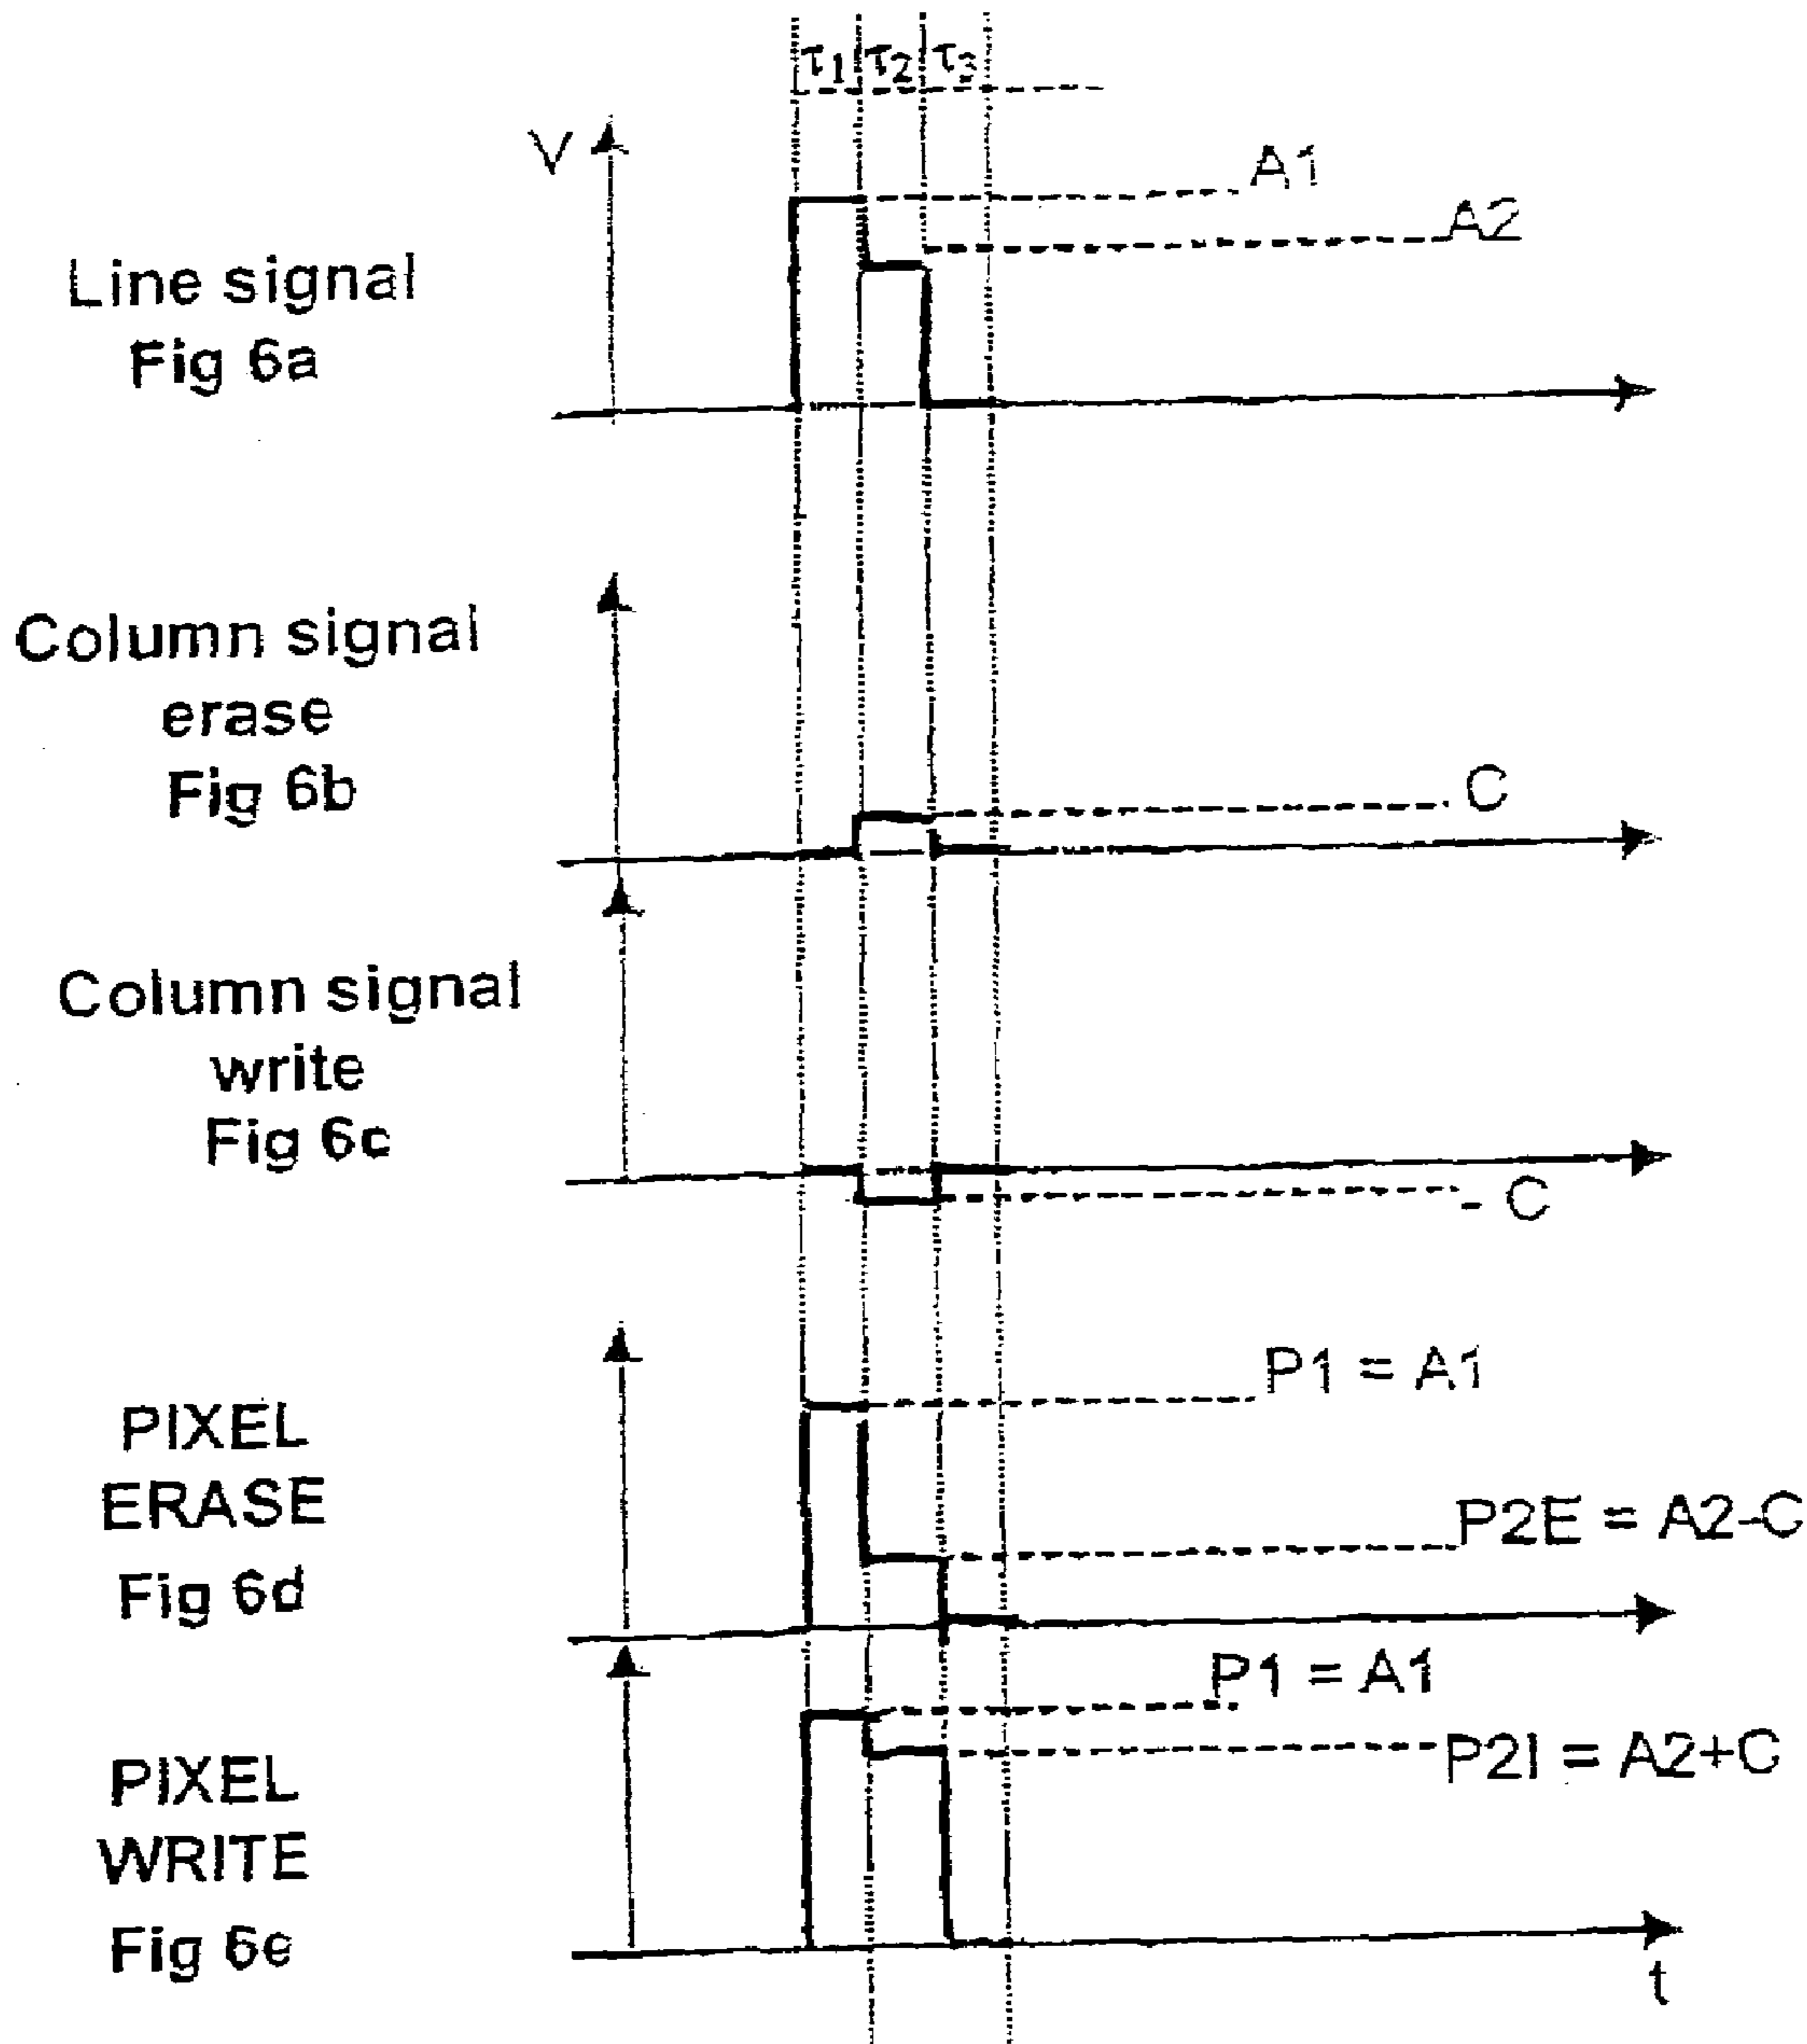 τ1 τ2 τ3
V
A1
A2
Line signal
Fig 6a
Column signal
erase
Fig 6b
C
Column signal
write
Fig 6c
- C
PIXEL
ERASE
Fig 6d
P1 = A1
P2E = A2-C
PIXEL
WRITE
Fig 6e
P1 = A1
P2I = A2+C
t